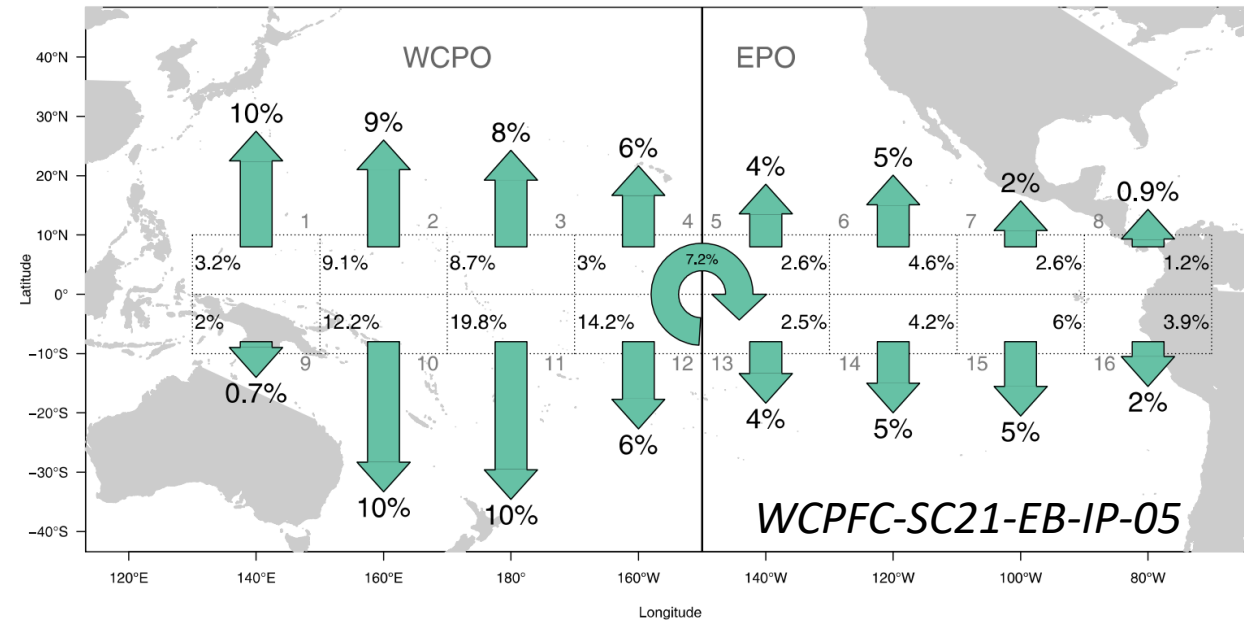 WCPO EPO
40°N
10%
30°N
9%
8%
6%
4%
5%
2%
0.9%
20°N
1 2 3 4 5 6 7 8
10°N
3.2% 9.1% 8.7% 3% 7.2% 2.6% 4.6% 2.6% 1.2%
Latitude
0°
2% 12.2% 19.8% 14.2% 2.5% 4.2% 6% 3.9%
−10°S
9 10 11 12 13 14 15 16
0.7%
2%
−20°S
4%
6%
5%
5%
−30°S
10%
10%
WCPFC-SC21-EB-IP-05
−40°S
120°E 140°E 160°E 180° 160°W 140°W 120°W 100°W 80°W
Longitude